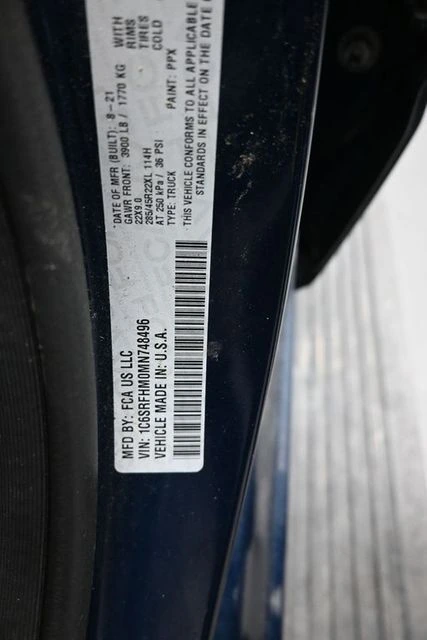 MFD BY: FCA US LLC
VIN: 1C6SRFHM0MN748496
VEHICLE MADE IN: U.S.A.
DATE OF MFR (BUILT): 8-21
GAWR FRONT: 3900 LB / 1770 KG WITH
22X9.0 RIMS
285/45R22XL 114H TIRES
AT 250 kPa / 36 PSI COLD
TYPE: TRUCK PAINT: PPX
THIS VEHICLE CONFORMS TO ALL APPLICABLE
STANDARDS IN EFFECT ON THE DATE